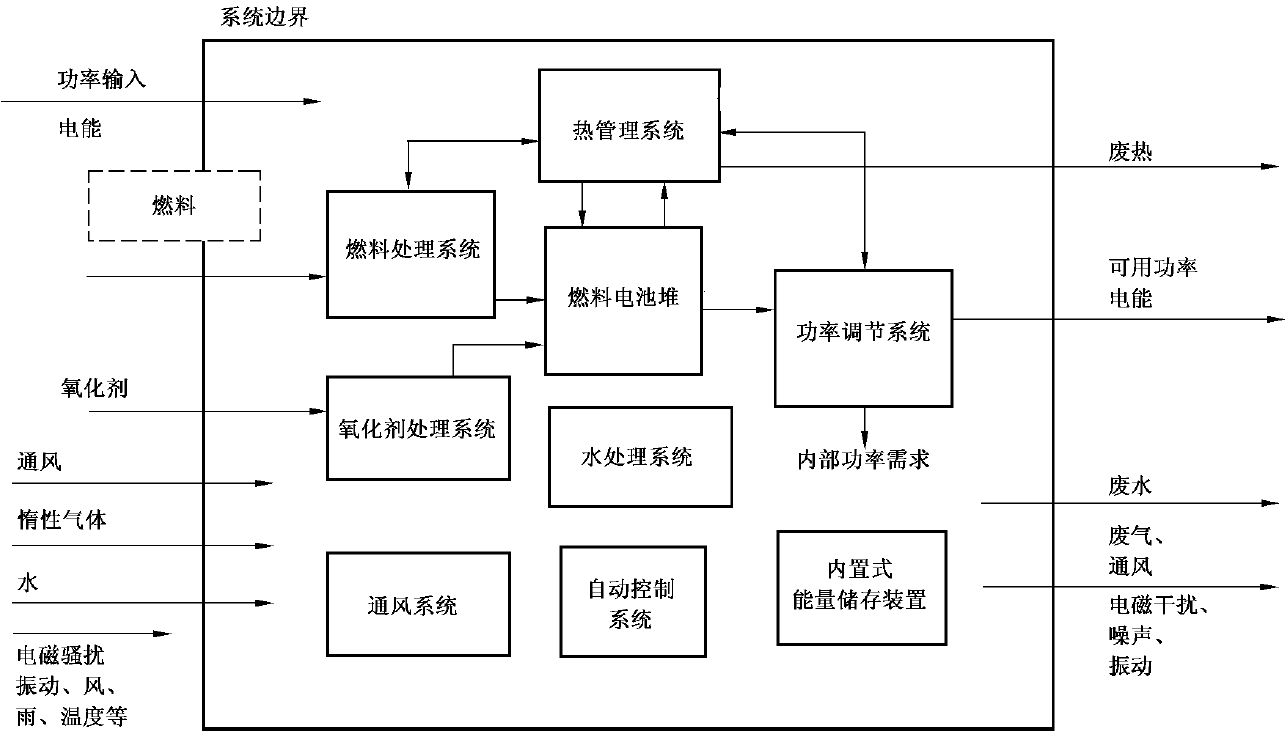 系统边界
功率输入
电能
热管理系统
废热
燃料
燃料处理系统
燃料电池堆
可用功率
电能
功率调节系统
氧化剂
氧化剂处理系统
水处理系统
内部功率需求
通风
惰性气体
水
电磁骚扰
振动、风、
雨、温度等
通风系统
自动控制
系统
内置式
能量储存装置
废水
废气、
通风
电磁干扰、
噪声、
振动